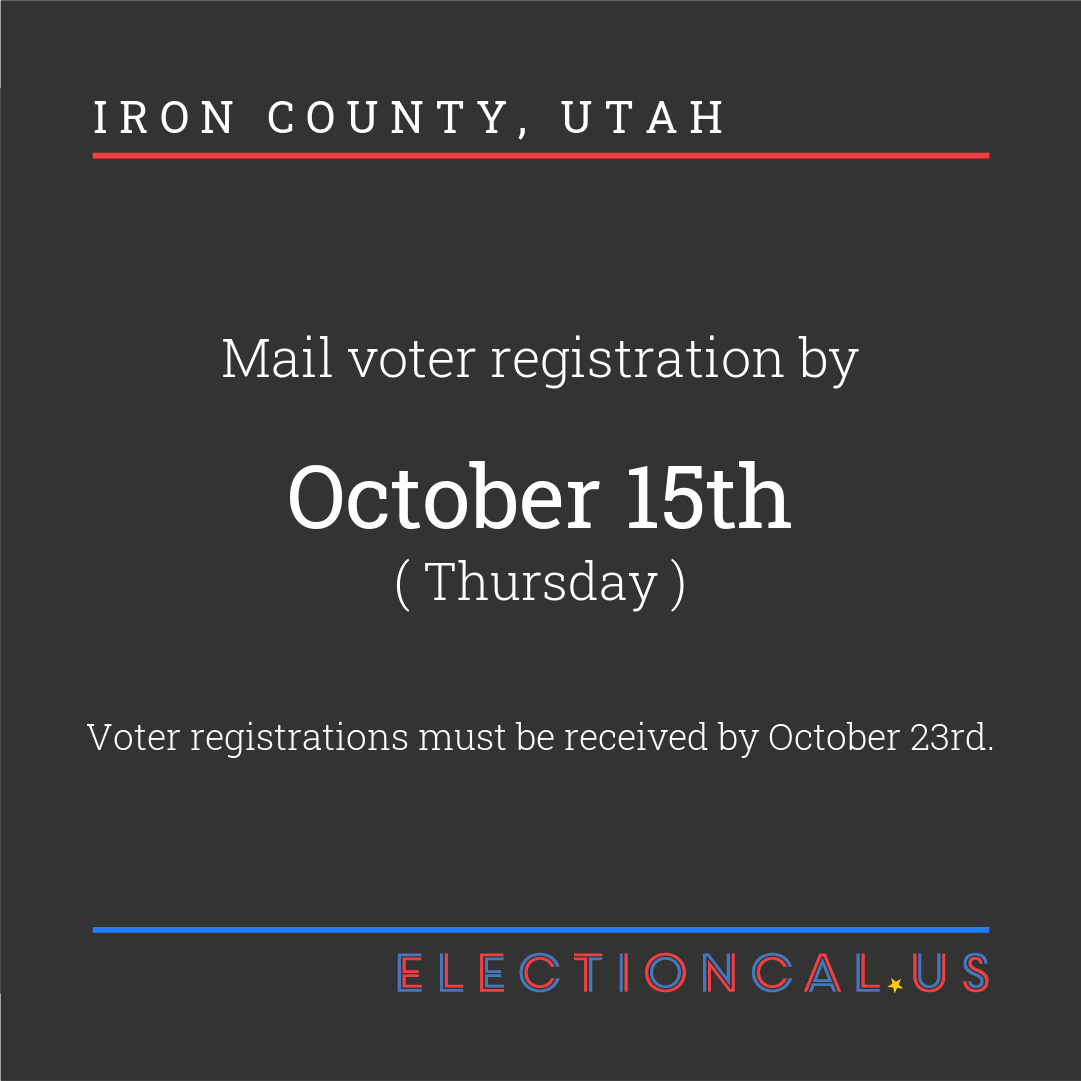 IRON COUNTY, UTAH
Mail voter registration by
October 15th
( Thursday )
Voter registrations must be received by October 23rd.
ELECTIONCAL.US